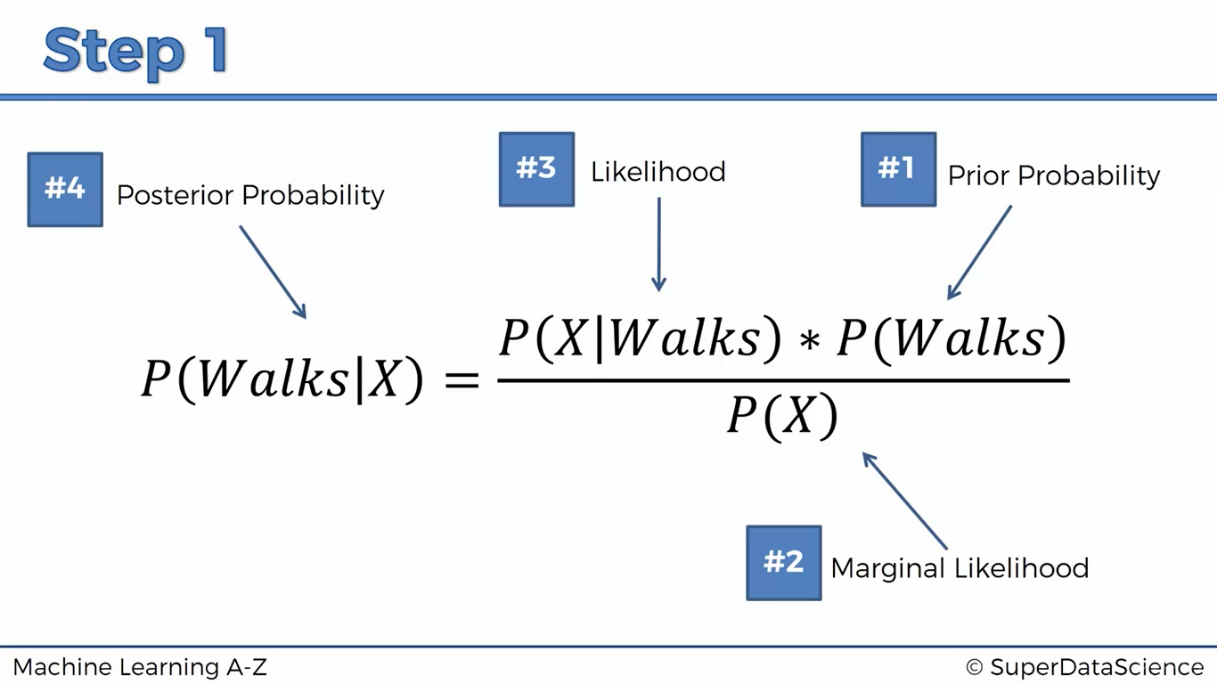 Step 1
#4
Posterior Probability
#3
Likelihood
#1
Prior Probability
P(Walks|X) = P(X|Walks) * P(Walks)
P(X)
#2
Marginal Likelihood
Machine Learning A-Z
© SuperDataScience